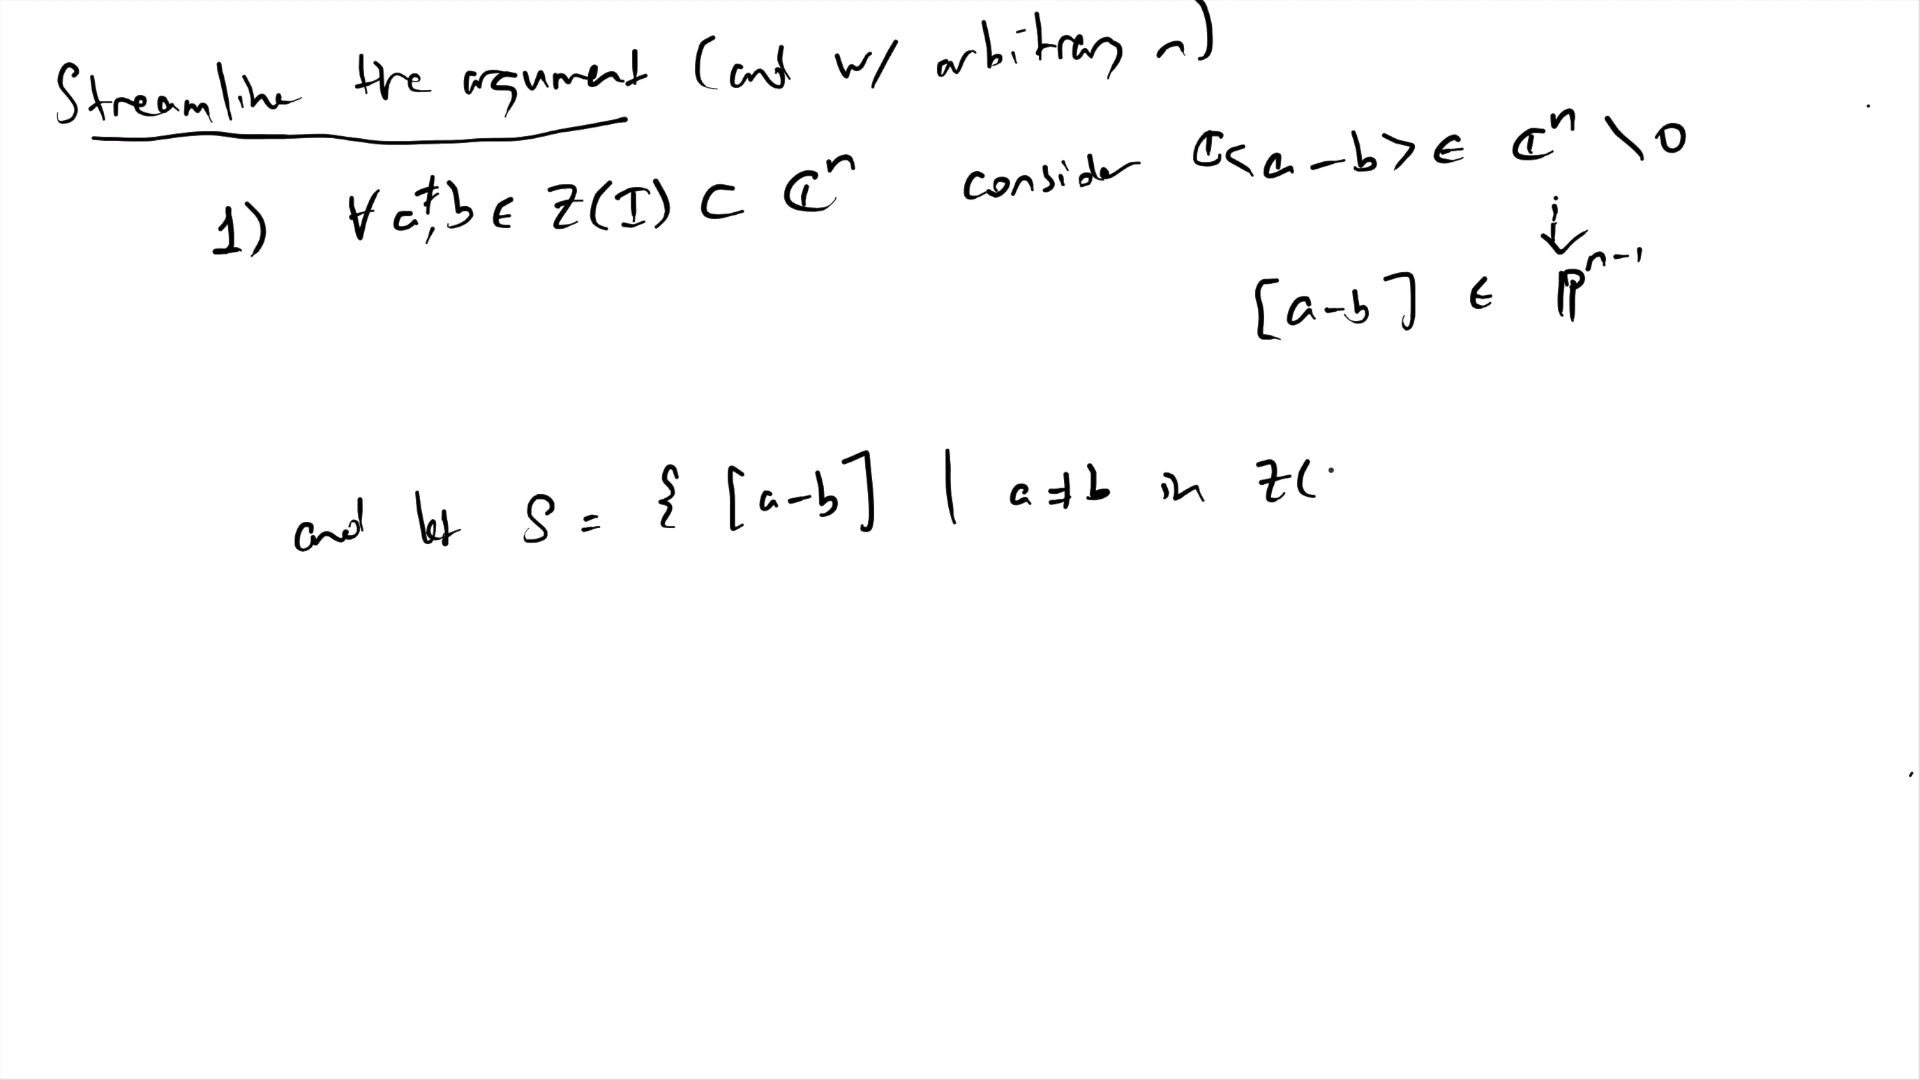 Streamline the argument (and w/ arbitrary n)
1) ∀ a ≠, b ∈ Z(I) ⊂ ℂⁿ consider ℂ<a-b> ∈ ℂⁿ \ 0
↓
[a-b] ∈ ℙⁿ⁻¹
and let S = { [a-b] | a ≠ b in Z(